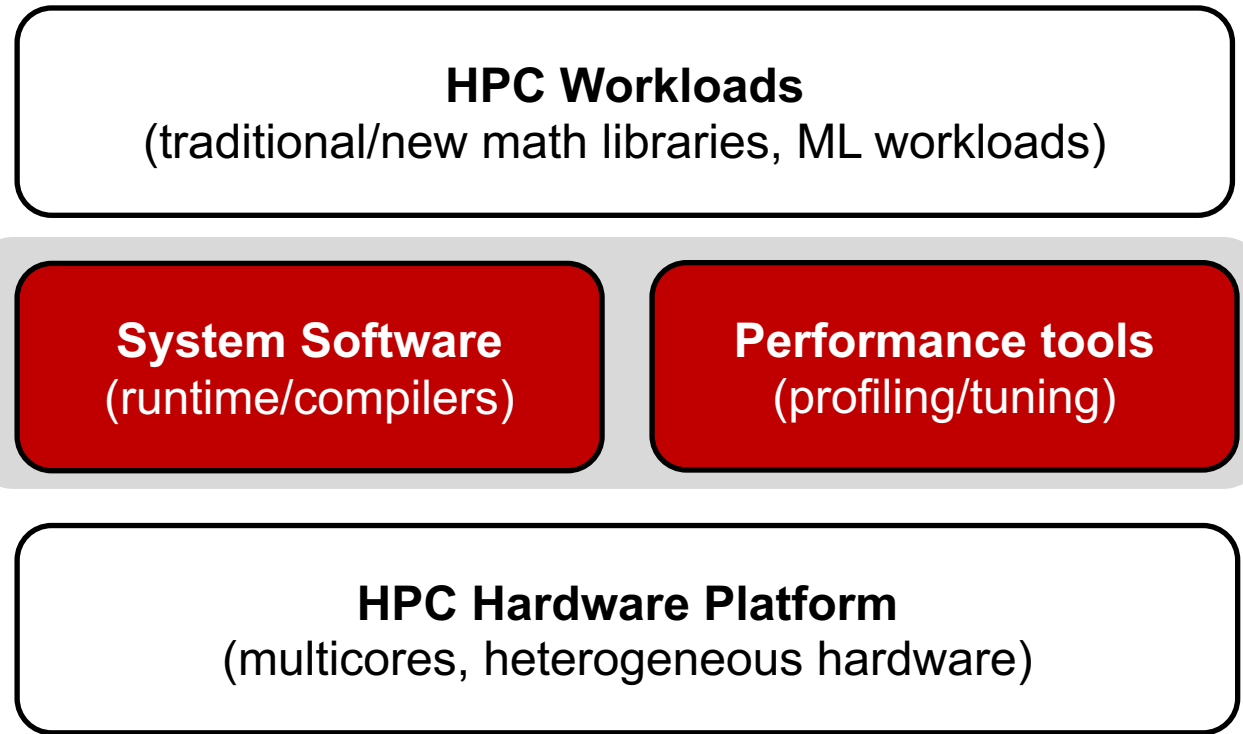 HPC Workloads
(traditional/new math libraries, ML workloads)
System Software
(runtime/compilers)
Performance tools
(profiling/tuning)
HPC Hardware Platform
(multicores, heterogeneous hardware)